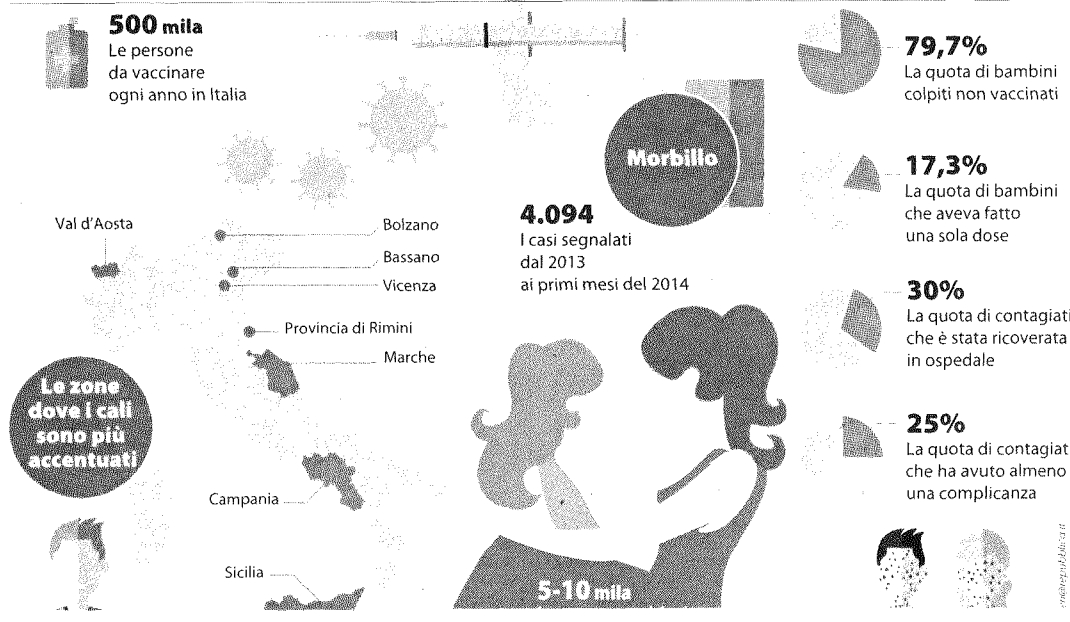 500 mila
Le persone
da vaccinare
ogni anno in Italia
Val d'Aosta
Bolzano
Bassano
Vicenza
Provincia di Rimini
Marche
Le zone
dove i cali
sono più
accentuati
Campania
Sicilia
Morbillo
4.094
I casi segnalati
dal 2013
ai primi mesi del 2014
5-10 mila
79,7%
La quota di bambini
colpiti non vaccinati
17,3%
La quota di bambini
che aveva fatto
una sola dose
30%
La quota di contagiati
che è stata ricoverata
in ospedale
25%
La quota di contagiat
che ha avuto almeno
una complicanza